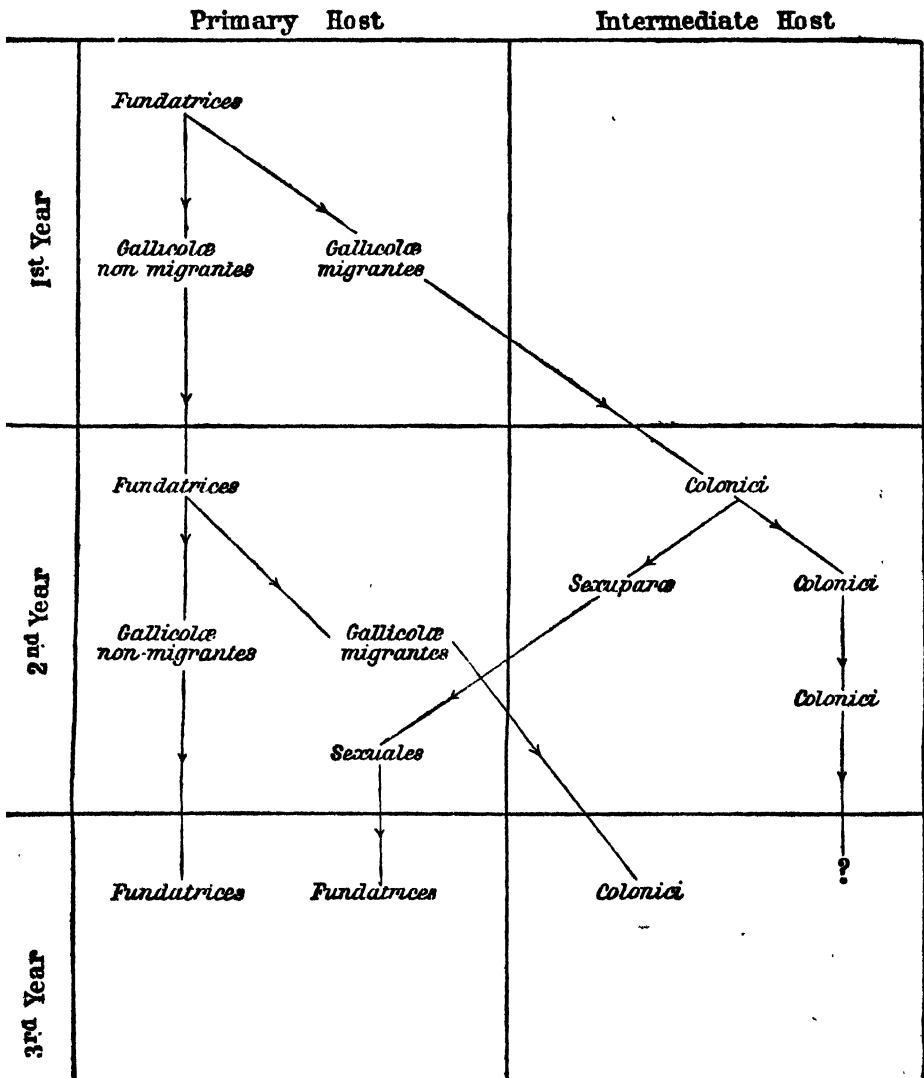 Primary Host
Intermediate Host
1st Year
Fundatrices
Gallicolæ
non migrantes
Gallicolæ
migrantes
2nd Year
Fundatrices
Colonici
Sexuparæ
Colonici
Gallicolæ
non-migrantes
Gallicolæ
migrantes
Colonici
Sexuales
3rd Year
Fundatrices
Fundatrices
Colonici
?